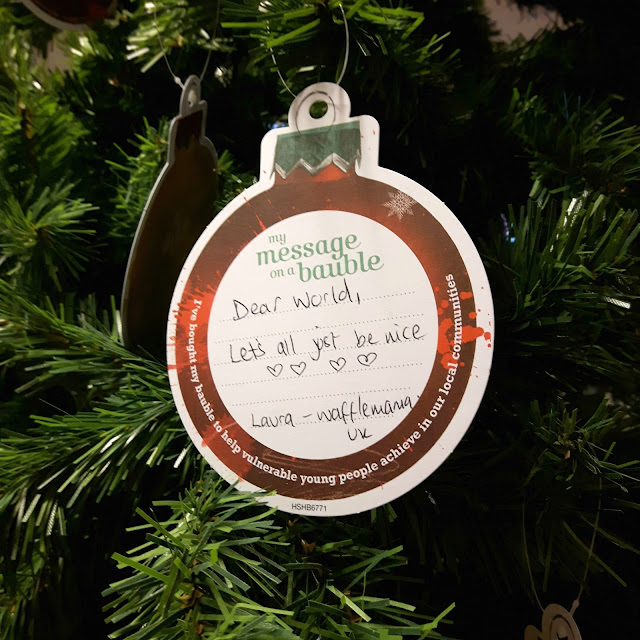 my
message
on a bauble
Dear World,
Let's all just be nice
♡♡ ♡ ♡
Laura - wafflemania
UK
I've bought my bauble to help vulnerable young people achieve in our local communities
HSHB6771